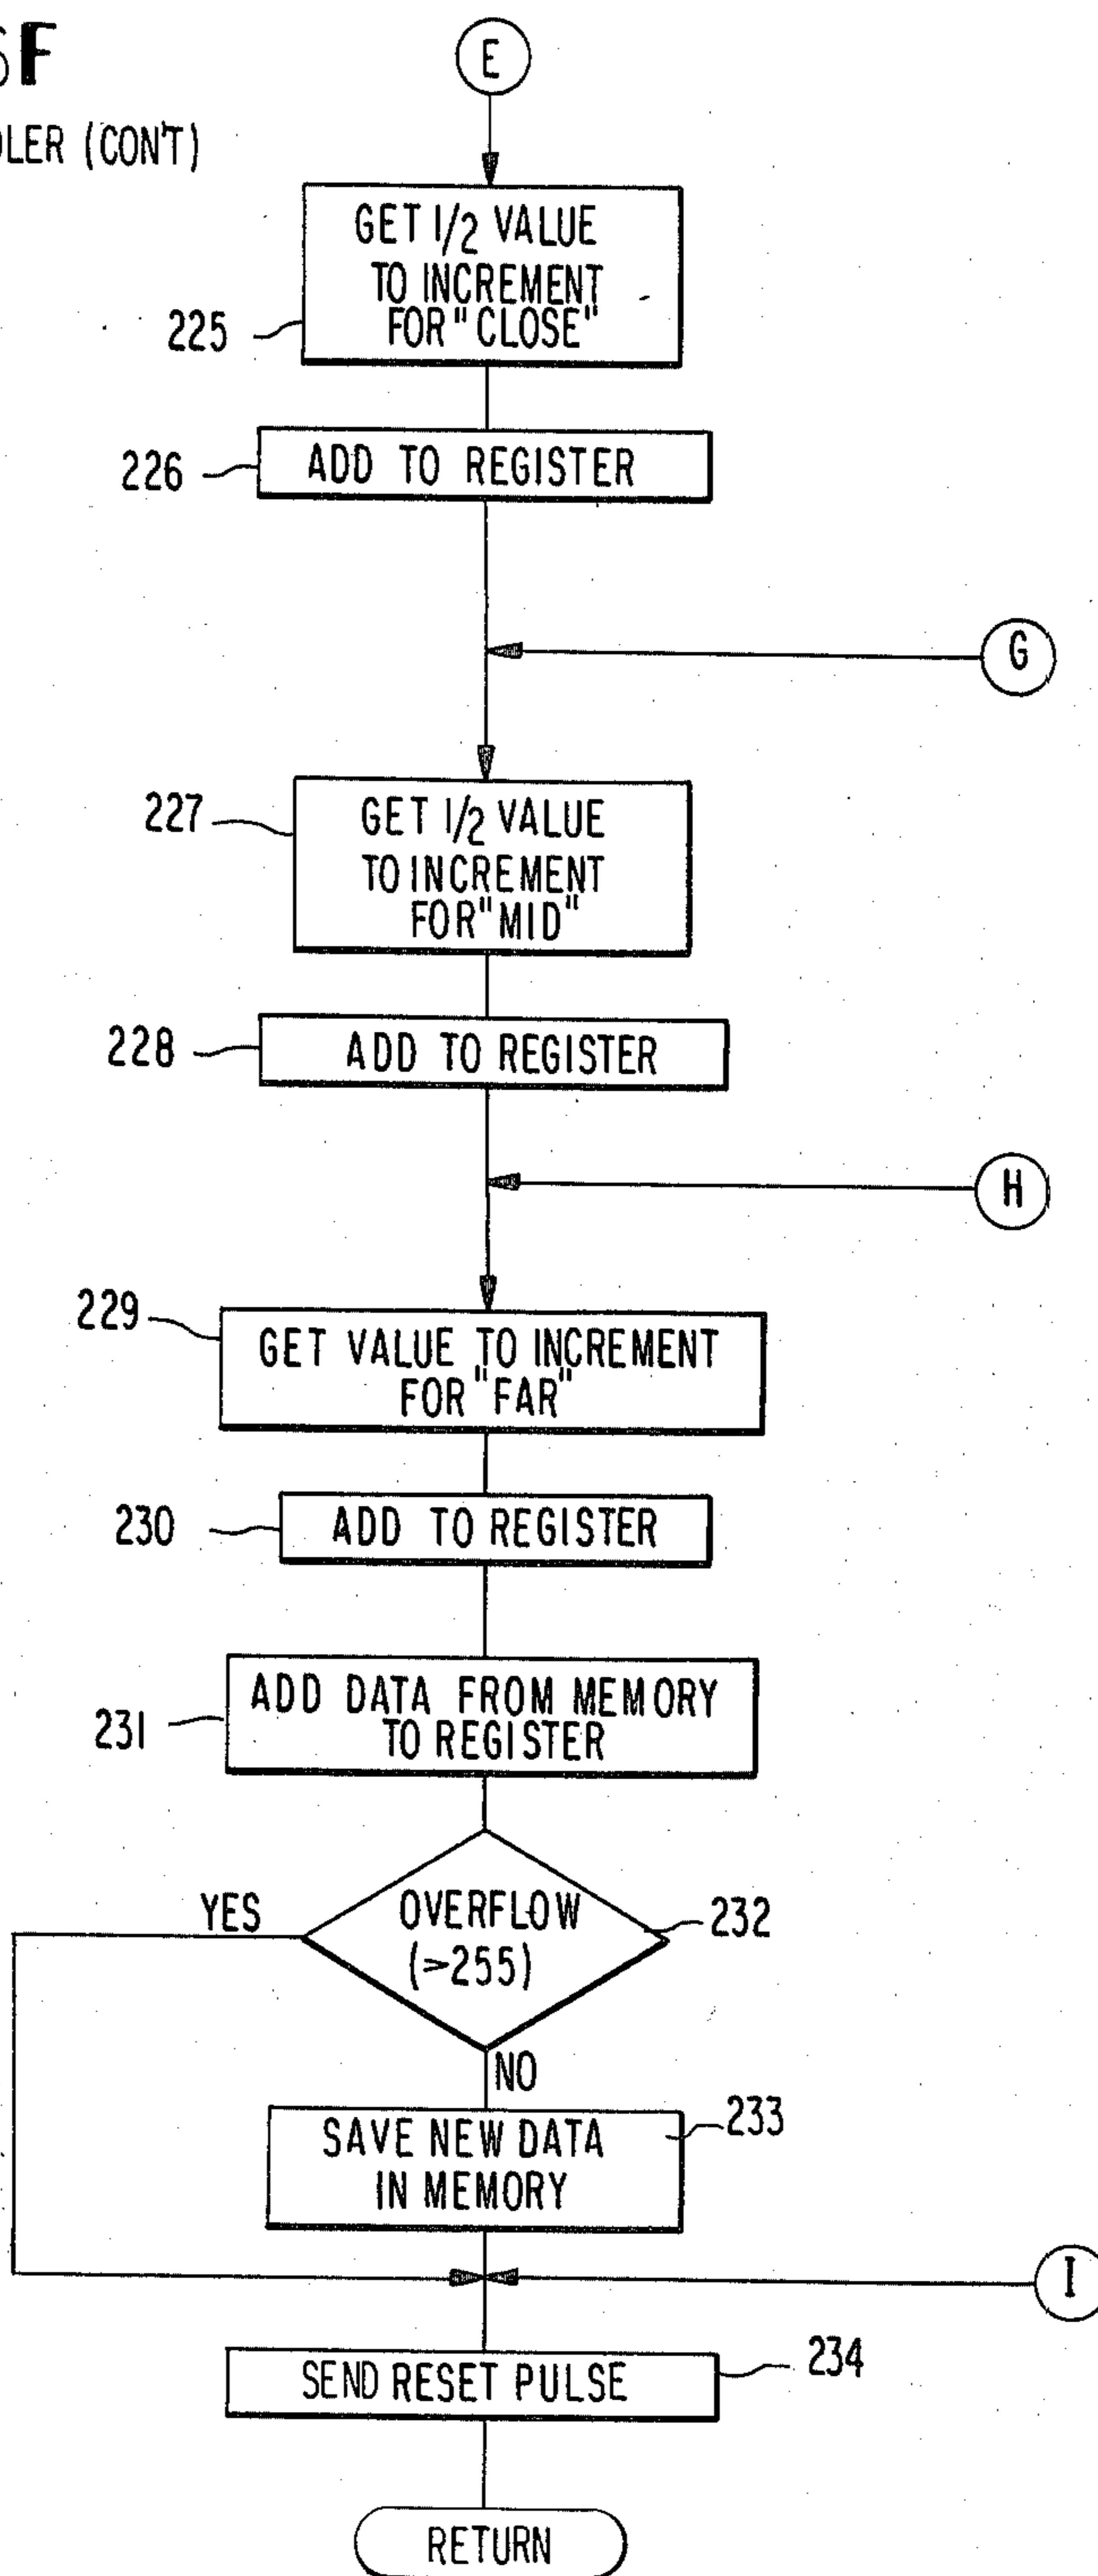 6F
DLER (CON'T)
E
GET 1/2 VALUE
TO INCREMENT
FOR "CLOSE"
225
ADD TO REGISTER
226
G
GET 1/2 VALUE
TO INCREMENT
FOR "MID"
227
ADD TO REGISTER
228
H
229
GET VALUE TO INCREMENT
FOR "FAR"
230
ADD TO REGISTER
ADD DATA FROM MEMORY
TO REGISTER
231
YES
OVERFLOW
(>255)
232
NO
SAVE NEW DATA
IN MEMORY
233
I
SEND RESET PULSE
234
RETURN